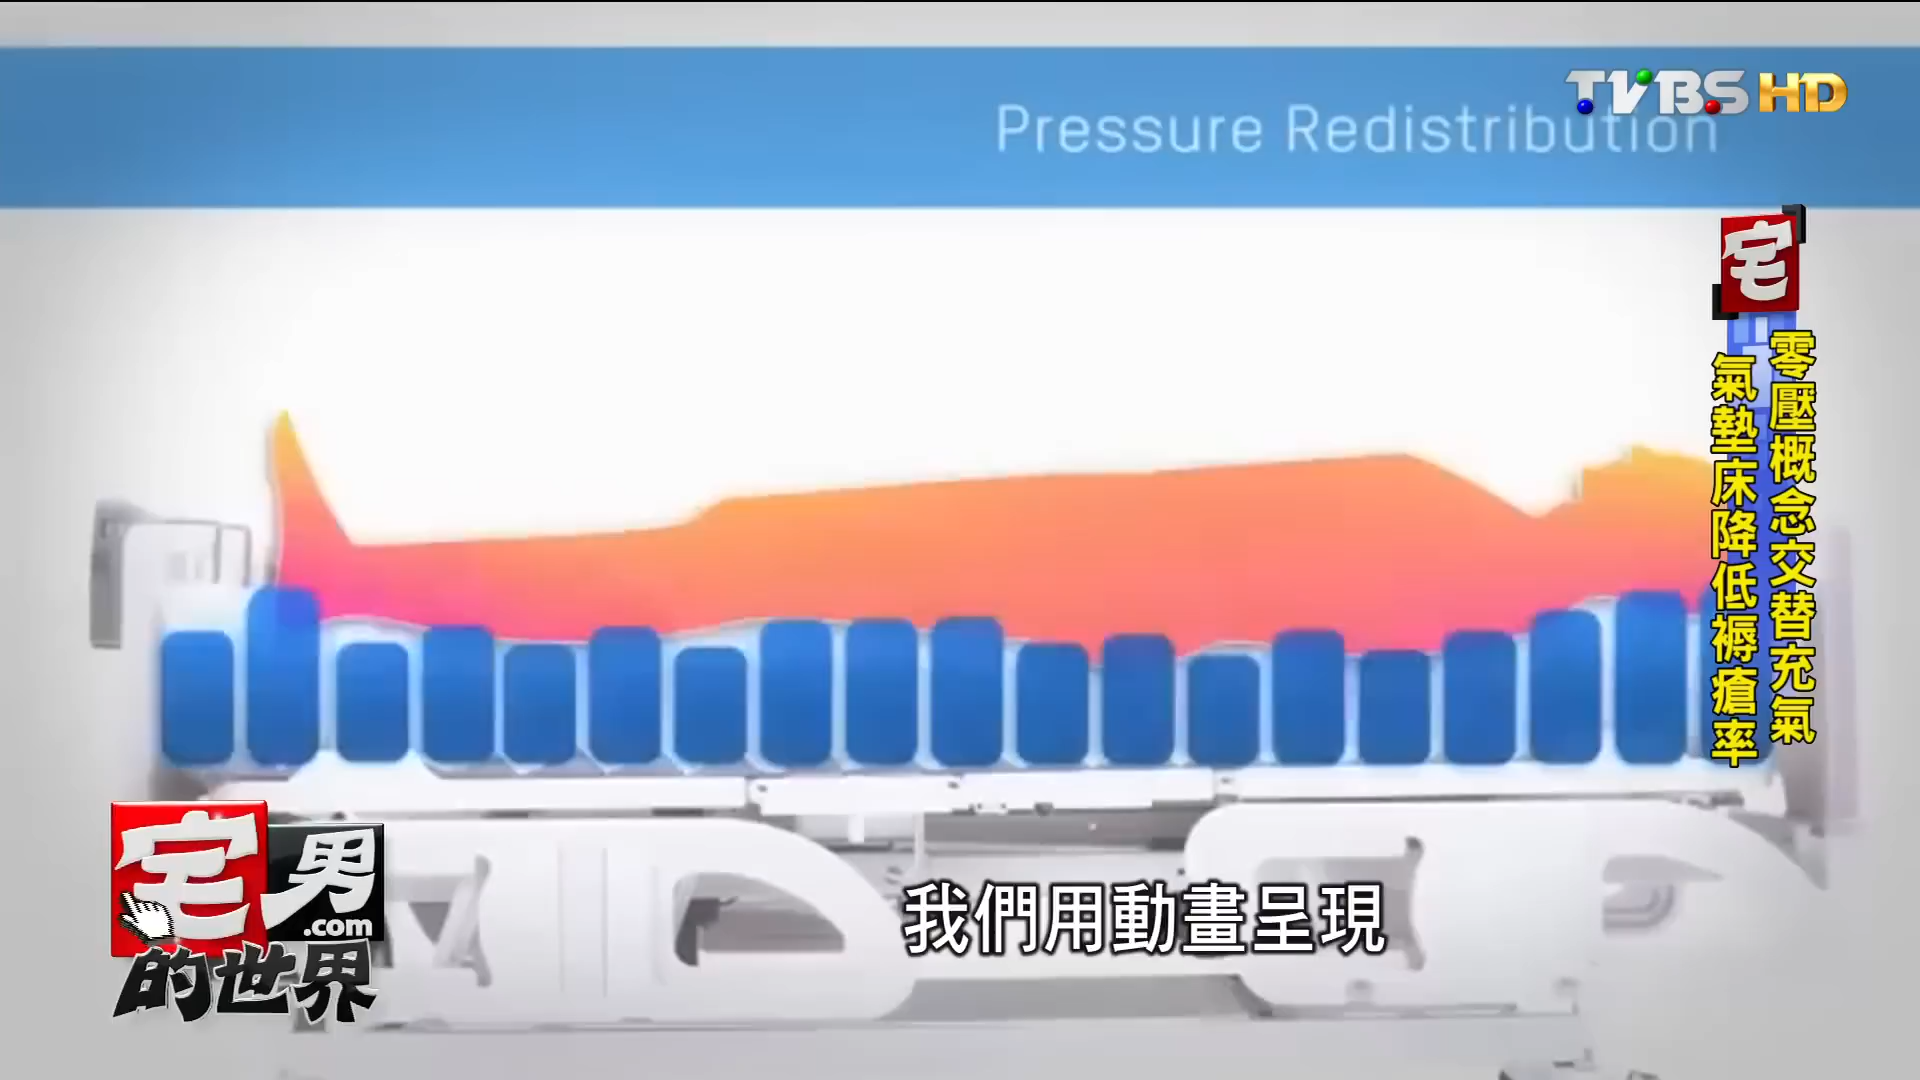 TVBS HD
Pressure Redistribution
宅
零壓概念交替充氣
氣墊床降低褥瘡率
宅男.com
的世界
我們用動畫呈現